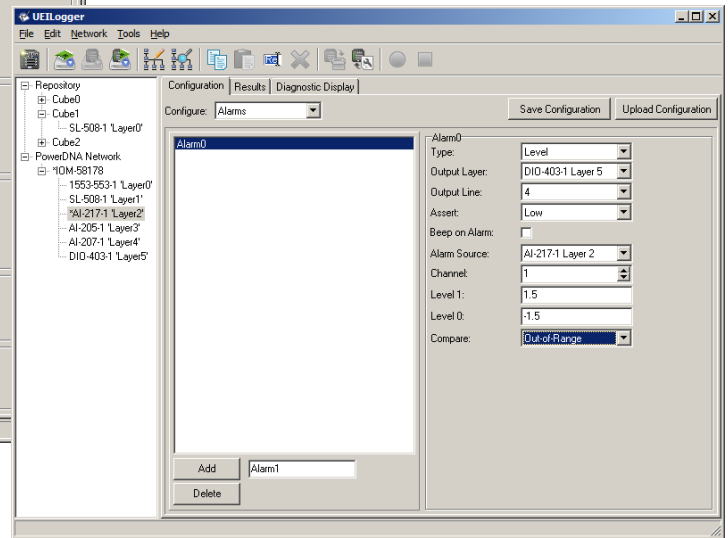 UEILogger
File Edit Network Tools Help
Repository
Cube0
Cube1
SL-508-1 'Layer0'
Cube2
PowerDNA Network
*IOM-58178
1553-553-1 'Layer0'
SL-508-1 'Layer1'
*AI-217-1 'Layer2'
AI-205-1 'Layer3'
AI-207-1 'Layer4'
DIO-403-1 'Layer5'
Configuration Results Diagnostic Display
Configure: Alarms Save Configuration Upload Configuration
Alarm0
Add Alarm1
Delete
Alarm0
Type: Level
Output Layer: DIO-403-1 Layer 5
Output Line: 4
Assert: Low
Beep on Alarm:
Alarm Source: AI-217-1 Layer 2
Channel: 1
Level 1: 1.5
Level 0: -1.5
Compare: Out-of-Range